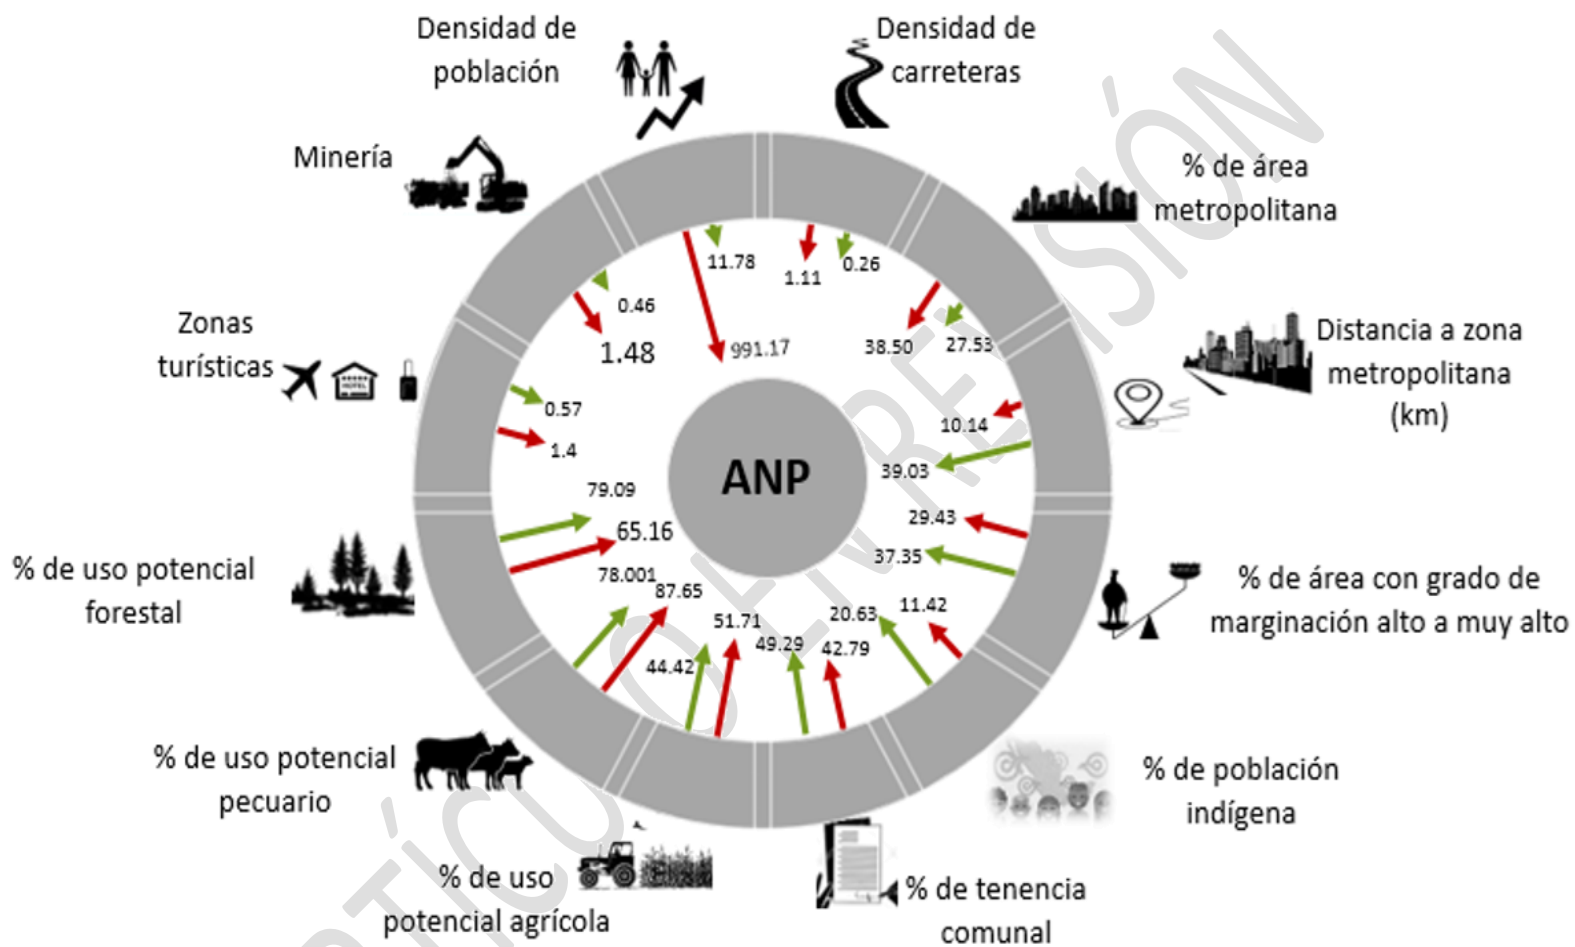 Densidad de
población
Densidad de
carreteras
Minería
% de área
metropolitana
11.78
1.11
0.26
0.46
1.48
991.17
38.50
27.53
Zonas
turísticas
HOTEL
Distancia a zona
metropolitana
(km)
0.57
1.4
10.14
ANP
39.03
79.09
65.16
29.43
37.35
% de uso potencial
forestal
78.001
87.65
% de área con grado de
marginación alto a muy alto
51.71
49.29
20.63
11.42
44.42
42.79
% de uso potencial
pecuario
% de población
indígena
% de uso
potencial agrícola
% de tenencia
comunal
ARTÍCULO EN REVISIÓN